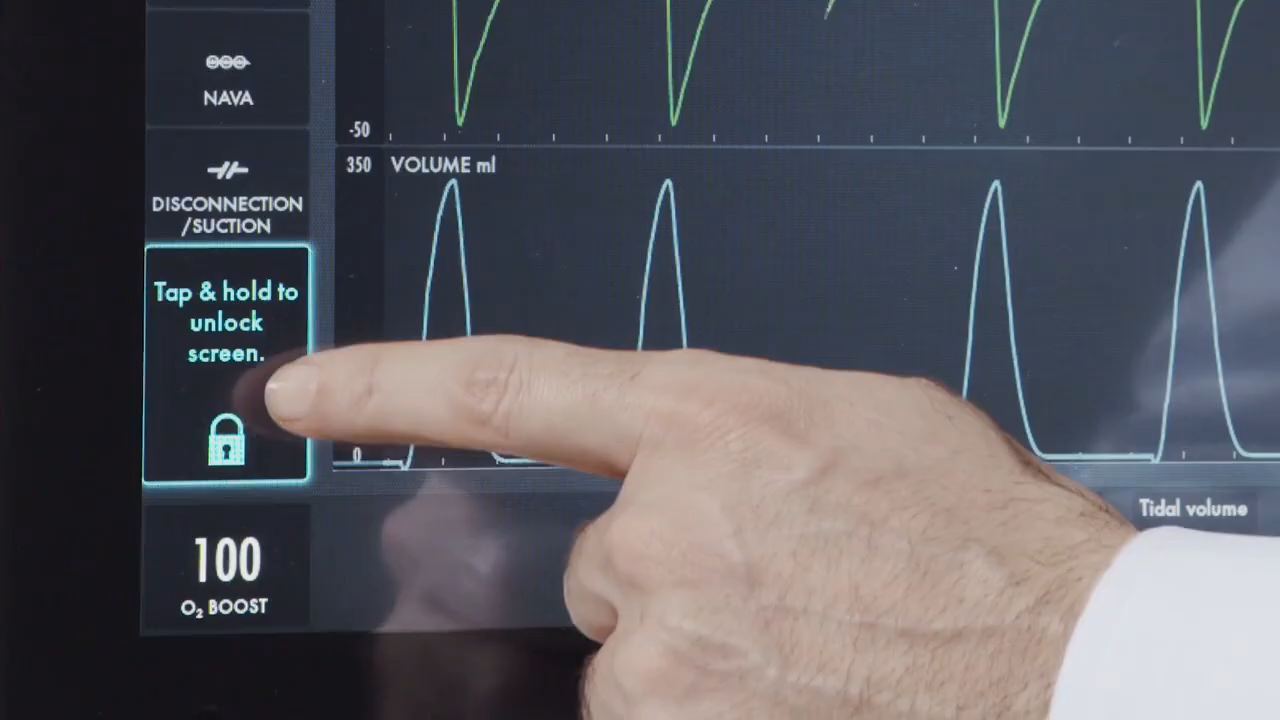 NAVA
DISCONNECTION
/SUCTION
Tap & hold to
unlock
screen.
100
O₂ BOOST
-50
350 VOLUME ml
0
Tidal volume